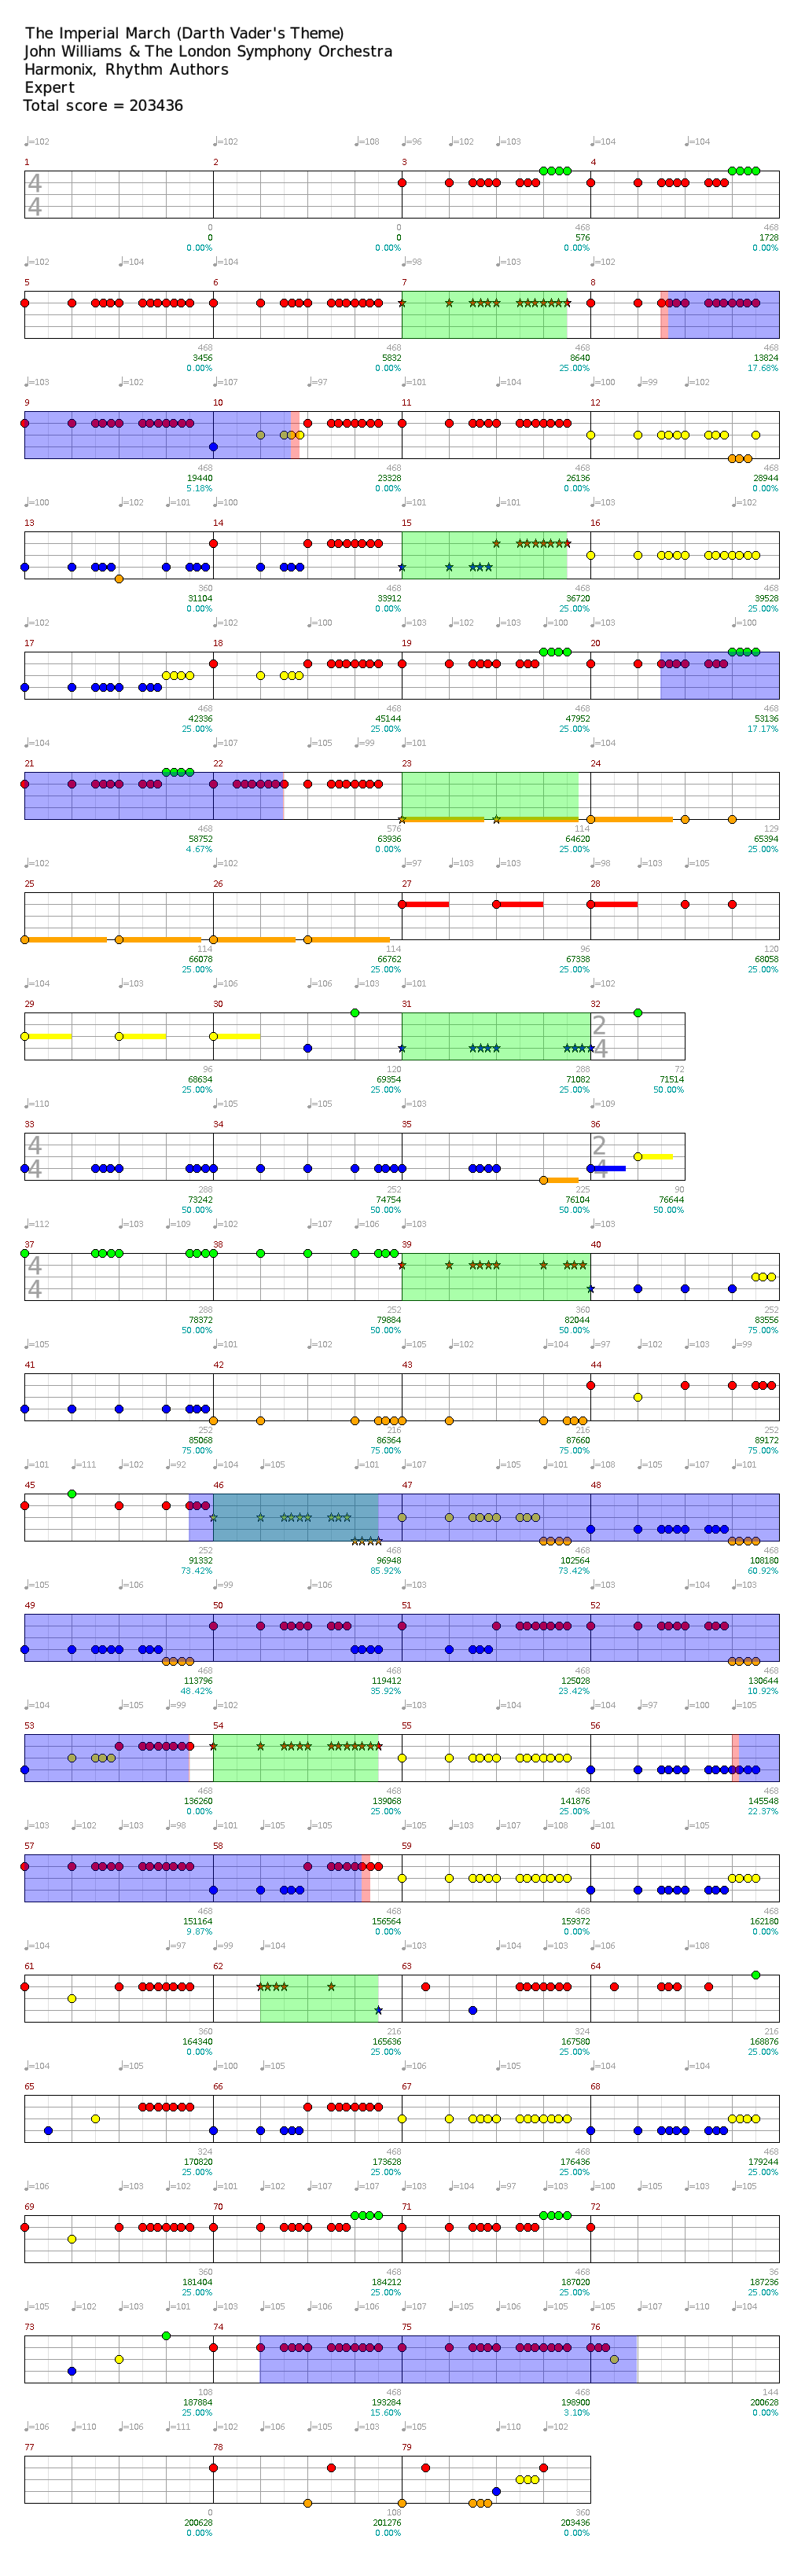 The Imperial March (Darth Vader's Theme)
John Williams & The London Symphony Orchestra
Harmonix, Rhythm Authors
Expert
Total score = 203436
♩=102 ♩=102 ♩=108 ♩=96 ♩=102 ♩=103 ♩=104 ♩=104
1 2 3 4
4
4
0 0 468 468
0 0 576 1728
0.00% 0.00% 0.00% 0.00%
♩=102 ♩=104 ♩=104 ♩=98 ♩=103 ♩=102
5 6 7 8
468 468 468 468
3456 5832 8640 13824
0.00% 0.00% 25.00% 17.68%
♩=103 ♩=102 ♩=107 ♩=97 ♩=101 ♩=104 ♩=100 ♩=99 ♩=102
9 10 11 12
468 468 468 468
19440 23328 26136 28944
5.18% 0.00% 0.00% 0.00%
♩=100 ♩=102 ♩=101 ♩=100 ♩=101 ♩=101 ♩=103 ♩=102
13 14 15 16
360 468 468 468
31104 33912 36720 39528
0.00% 0.00% 25.00% 25.00%
♩=102 ♩=102 ♩=100 ♩=103 ♩=102 ♩=103 ♩=100 ♩=103 ♩=100
17 18 19 20
468 468 468 468
42336 45144 47952 53136
25.00% 25.00% 25.00% 17.17%
♩=104 ♩=107 ♩=105 ♩=99 ♩=103 ♩=104
21 22 23 24
468 576 114 129
58752 63936 64620 65394
4.67% 0.00% 25.00% 25.00%
♩=102 ♩=102 ♩=97 ♩=103 ♩=103 ♩=98 ♩=103 ♩=105
25 26 27 28
114 114 96 120
66078 66762 67338 68058
25.00% 25.00% 25.00% 25.00%
♩=104 ♩=103 ♩=106 ♩=106 ♩=103 ♩=101 ♩=102
29 30 31 32
2
4
96 120 288 72
68634 69354 71082 71514
25.00% 25.00% 25.00% 50.00%
♩=110 ♩=105 ♩=105 ♩=103 ♩=109
33 34 35 36
4 2
4 4
288 252 225 90
73242 74754 76104 76644
50.00% 50.00% 50.00% 50.00%
♩=112 ♩=103 ♩=109 ♩=102 ♩=107 ♩=106 ♩=103 ♩=103
37 38 39 40
4
4
288 252 360 252
78372 79884 82044 83556
50.00% 50.00% 50.00% 75.00%
♩=105 ♩=101 ♩=102 ♩=105 ♩=102 ♩=104 ♩=97 ♩=102 ♩=103 ♩=99
41 42 43 44
252 216 216 252
85068 86364 87660 89172
75.00% 75.00% 75.00% 75.00%
♩=101 ♩=111 ♩=102 ♩=92 ♩=104 ♩=105 ♩=101 ♩=107 ♩=105 ♩=101 ♩=108 ♩=107 ♩=101
45 46 47 48
252 468 468 468
91332 96948 102564 108180
73.42% 85.92% 73.42% 60.92%
♩=105 ♩=106 ♩=99 ♩=106 ♩=103 ♩=103 ♩=104 ♩=103
49 50 51 52
468 468 468 468
113796 119412 125028 130644
48.42% 35.92% 23.42% 10.92%
♩=104 ♩=105 ♩=99 ♩=102 ♩=103 ♩=104 ♩=104 ♩=97 ♩=100 ♩=105
53 54 55 56
468 468 468 468
136260 139068 141876 145548
0.00% 25.00% 25.00% 22.37%
♩=103 ♩=102 ♩=103 ♩=98 ♩=101 ♩=105 ♩=105 ♩=103 ♩=106 ♩=101 ♩=105
57 58 59 60
468 468 468 468
151164 156564 159372 162180
9.87% 0.00% 0.00% 0.00%
♩=104 ♩=97 ♩=99 ♩=104 ♩=103 ♩=106 ♩=108
61 62 63 64
360 216 324 216
164340 165636 167580 168876
0.00% 25.00% 25.00% 25.00%
♩=104 ♩=105 ♩=100 ♩=105 ♩=106 ♩=105 ♩=104 ♩=104
65 66 67 68
324 468 468 468
170820 173628 176436 179244
25.00% 25.00% 25.00% 25.00%
♩=106 ♩=103 ♩=102 ♩=101 ♩=102 ♩=107 ♩=107 ♩=103 ♩=104 ♩=97 ♩=103 ♩=100 ♩=105 ♩=103 ♩=105
69 70 71 72
360 468 468 36
181404 184212 187020 187236
25.00% 25.00% 25.00% 25.00%
♩=105 ♩=102 ♩=103 ♩=101 ♩=104 ♩=105 ♩=106 ♩=106 ♩=107 ♩=105 ♩=103 ♩=105 ♩=105 ♩=107 ♩=110 ♩=104
73 74 75 76
108 468 468 144
187884 193284 198900 200628
25.00% 15.60% 3.10% 0.00%
♩=106 ♩=110 ♩=106 ♩=111 ♩=102 ♩=106 ♩=105 ♩=103 ♩=105 ♩=110 ♩=102
77 78 79
0 108 360
200628 201276 203436
0.00% 0.00% 0.00%